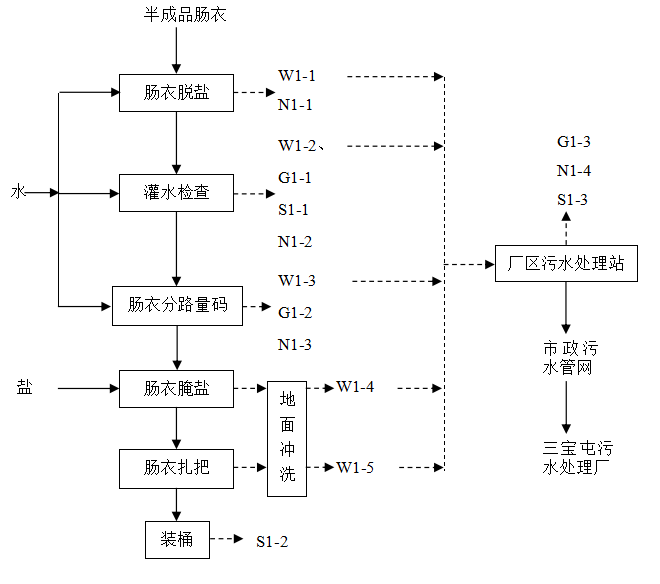 半成品肠衣
肠衣脱盐
W1-1
N1-1
W1-2、
水
灌水检查
G1-1
S1-1
N1-2
肠衣分路量码
W1-3
G1-2
N1-3
盐
肠衣腌盐
地面冲洗
W1-4
肠衣扎把
W1-5
装桶
S1-2
G1-3
N1-4
S1-3
厂区污水处理站
市政污
水管网
三宝屯污
水处理厂